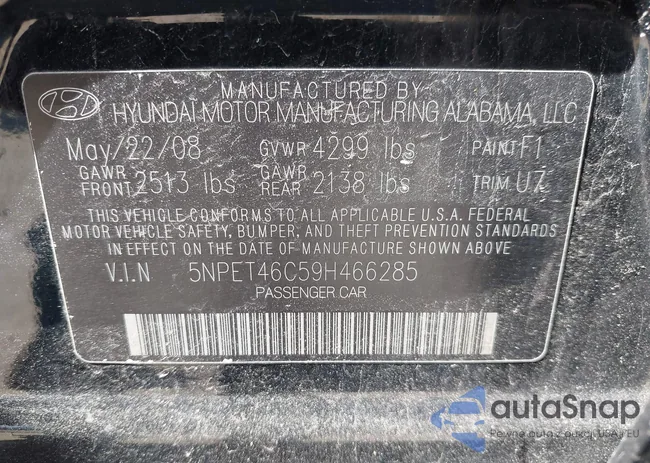 MANUFACTURED BY
HYUNDAI MOTOR MANUFACTURING ALABAMA, LLC
May/22/08 GVWR 4299 lbs PAINT F1
GAWR FRONT 2513 lbs GAWR REAR 2138 lbs TRIM UZ
THIS VEHICLE CONFORMS TO ALL APPLICABLE U.S.A. FEDERAL
MOTOR VEHICLE SAFETY, BUMPER, AND THEFT PREVENTION STANDARDS
IN EFFECT ON THE DATE OF MANUFACTURE SHOWN ABOVE
V.I.N 5NPET46C59H466285
PASSENGER CAR
autoSnap